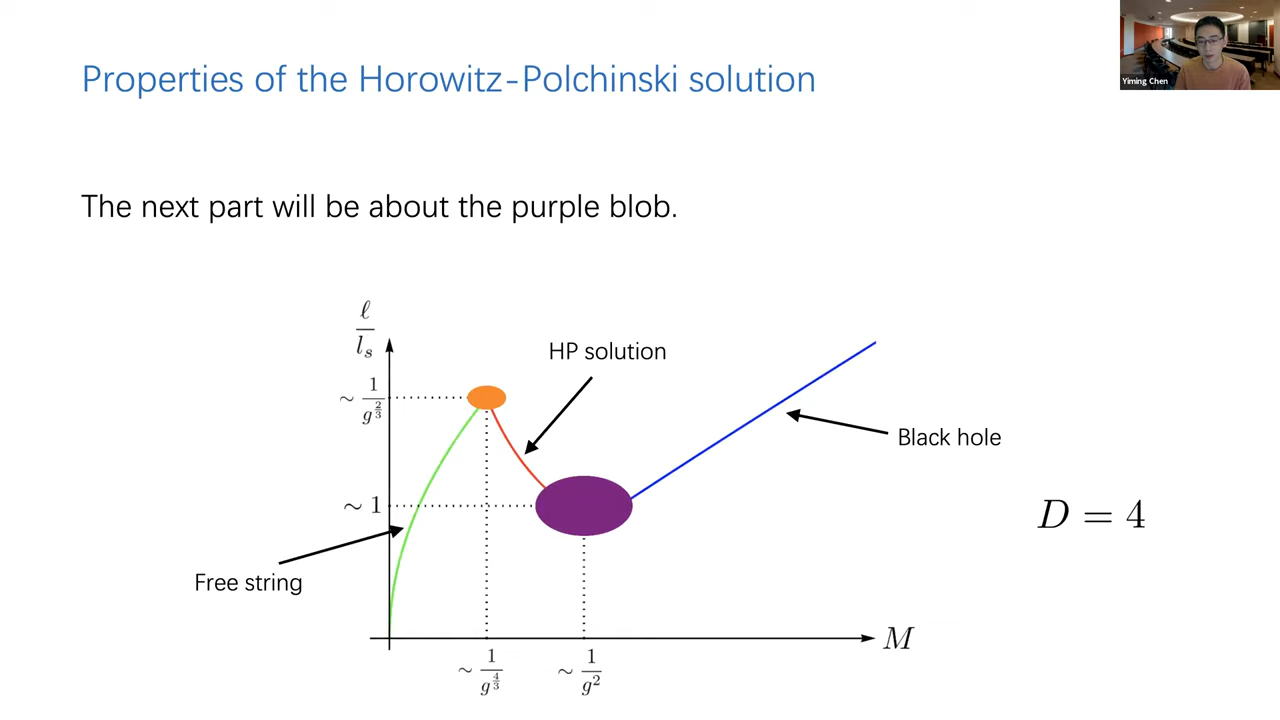 Properties of the Horowitz-Polchinski solution
Yiming Chen
The next part will be about the purple blob.
ℓ
l_s
HP solution
~ 1/g^{2/3}
Black hole
~ 1
D = 4
Free string
M
~ 1/g^{4/3}
~ 1/g^2